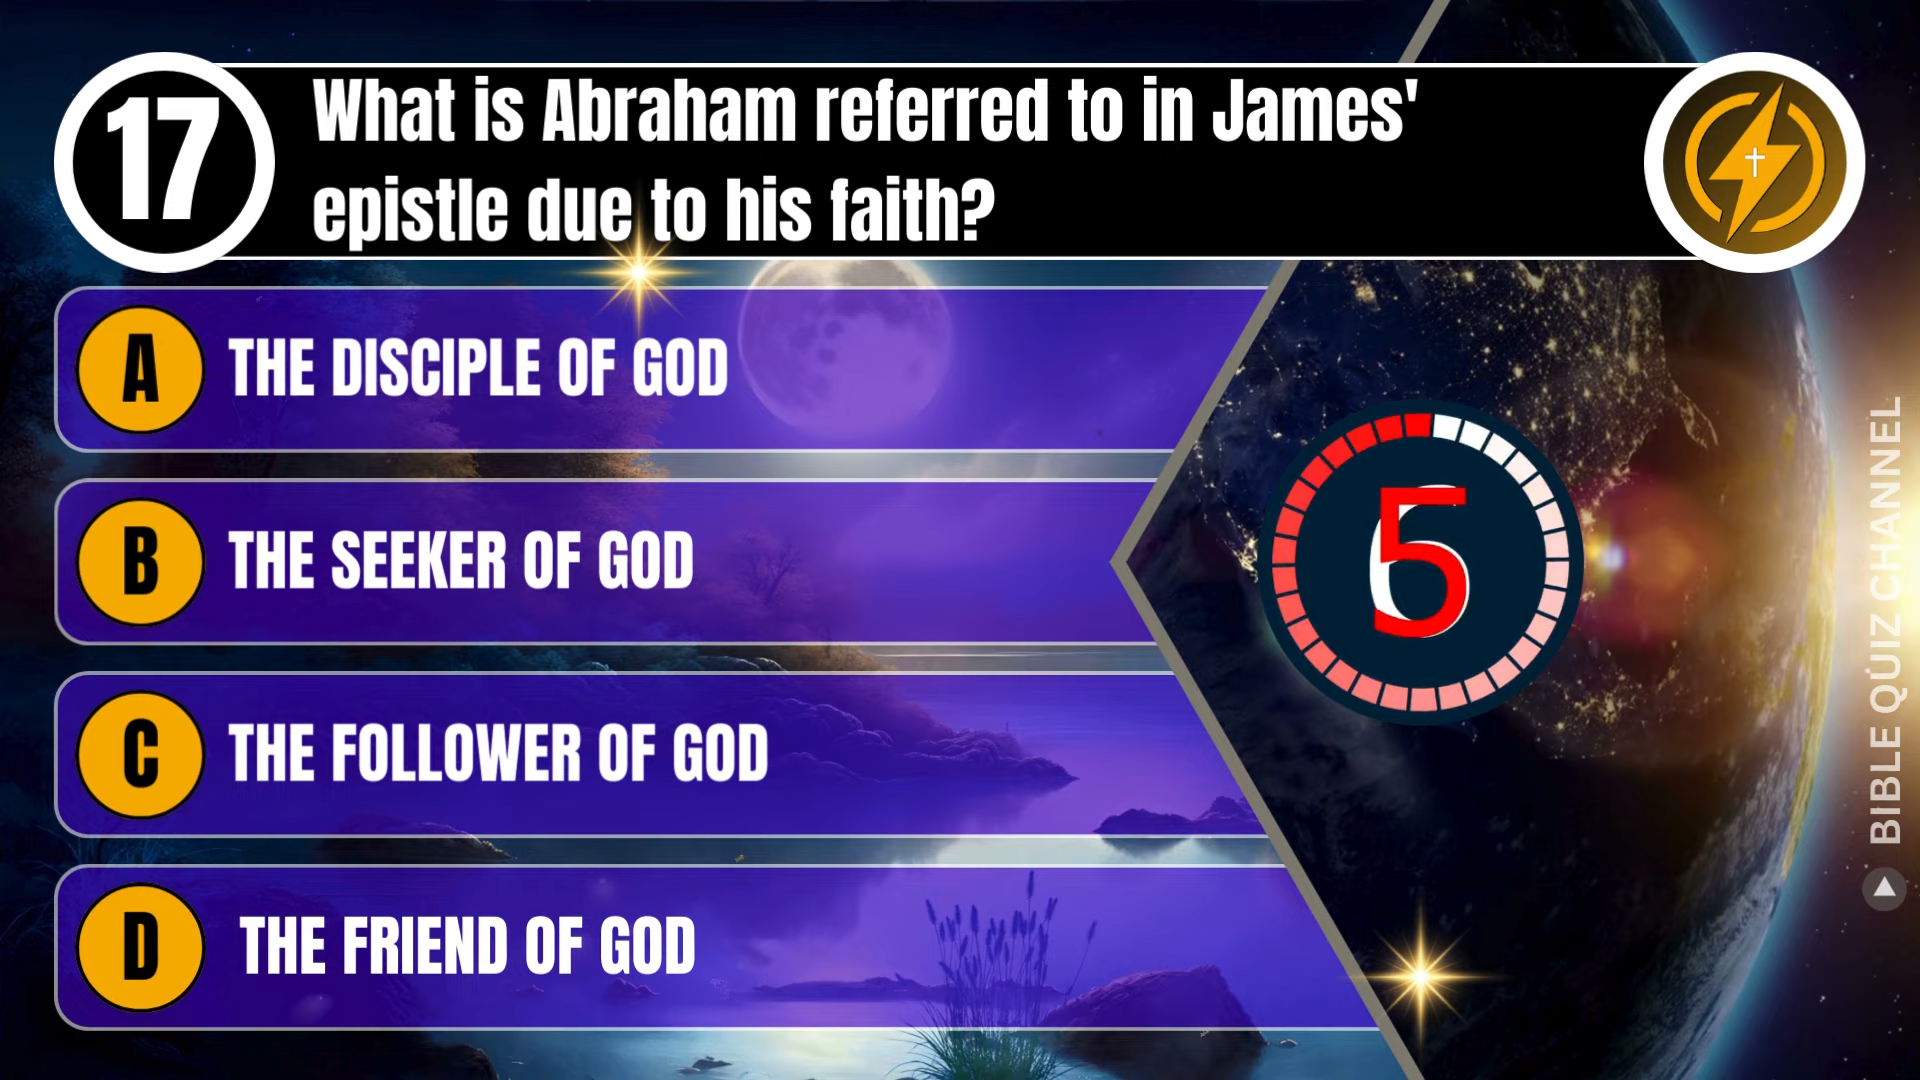 17
What is Abraham referred to in James'
epistle due to his faith?
A
THE DISCIPLE OF GOD
B
THE SEEKER OF GOD
C
THE FOLLOWER OF GOD
D
THE FRIEND OF GOD
5
BIBLE QUIZ CHANNEL